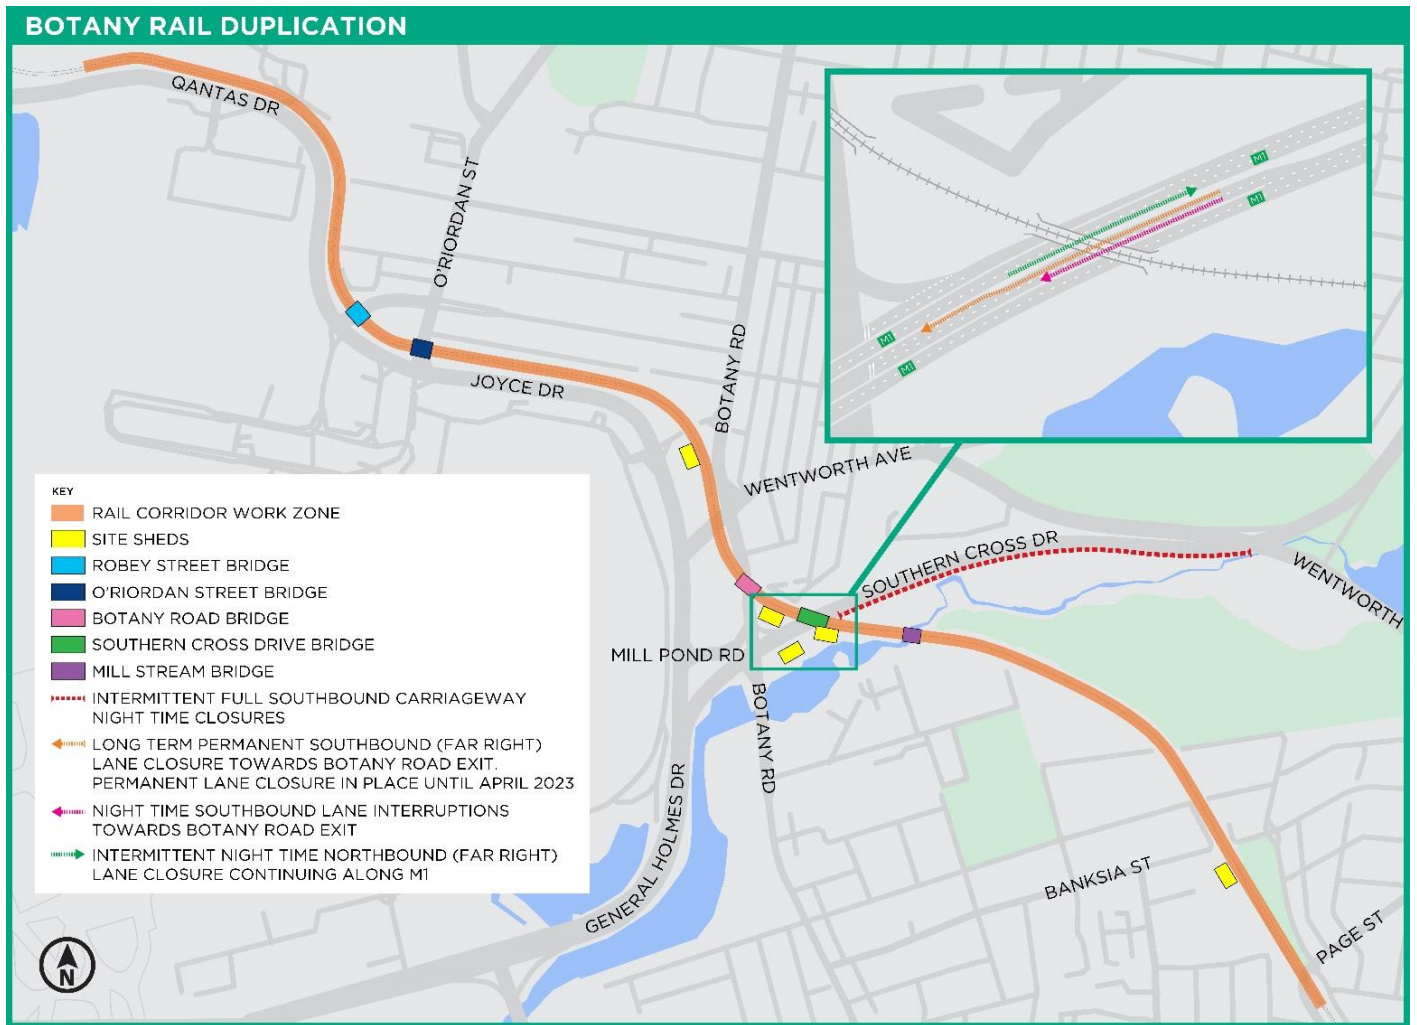 BOTANY RAIL DUPLICATION
QANTAS DR
O'RIORDAN ST
M1
M1
M1
M1
BOTANY RD
JOYCE DR
WENTWORTH AVE
SOUTHERN CROSS DR
WENTWORTH
MILL POND RD
BOTANY RD
GENERAL HOLMES DR
BANKSIA ST
PAGE ST
KEY
RAIL CORRIDOR WORK ZONE
SITE SHEDS
ROBEY STREET BRIDGE
O'RIORDAN STREET BRIDGE
BOTANY ROAD BRIDGE
SOUTHERN CROSS DRIVE BRIDGE
MILL STREAM BRIDGE
INTERMITTENT FULL SOUTHBOUND CARRIAGEWAY
NIGHT TIME CLOSURES
LONG TERM PERMANENT SOUTHBOUND (FAR RIGHT)
LANE CLOSURE TOWARDS BOTANY ROAD EXIT.
PERMANENT LANE CLOSURE IN PLACE UNTIL APRIL 2023
NIGHT TIME SOUTHBOUND LANE INTERRUPTIONS
TOWARDS BOTANY ROAD EXIT
INTERMITTENT NIGHT TIME NORTHBOUND (FAR RIGHT)
LANE CLOSURE CONTINUING ALONG M1
N